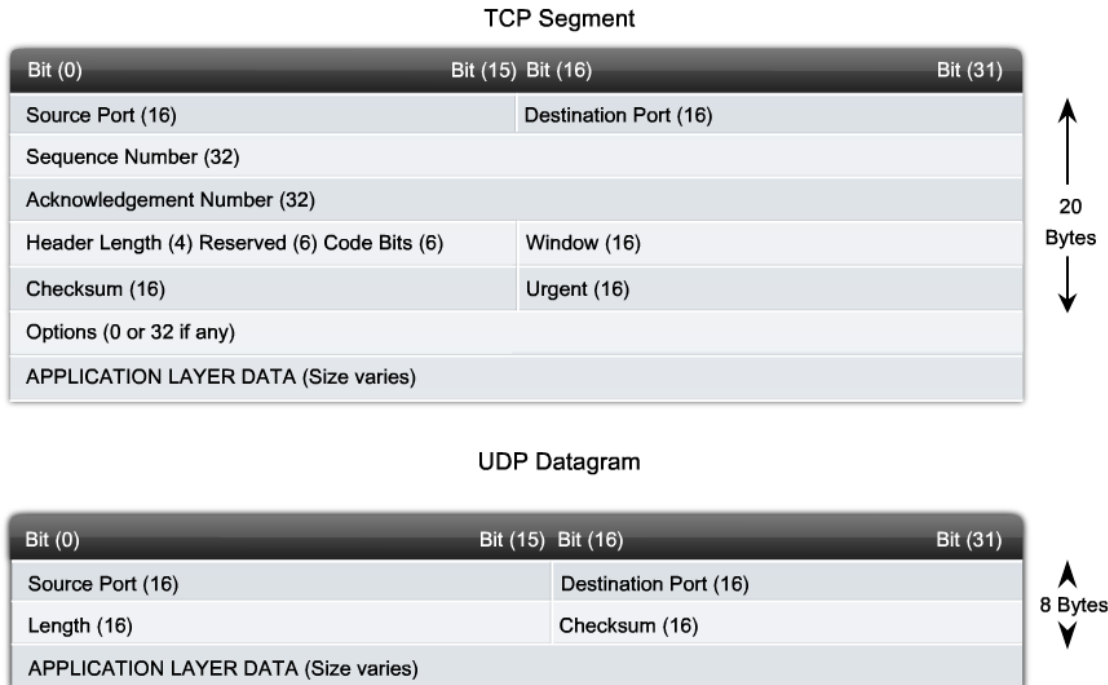 TCP Segment
Bit (0) Bit (15) Bit (16) Bit (31)
Source Port (16) Destination Port (16)
Sequence Number (32)
Acknowledgement Number (32)
20
Bytes
Header Length (4) Reserved (6) Code Bits (6) Window (16)
Checksum (16) Urgent (16)
Options (0 or 32 if any)
APPLICATION LAYER DATA (Size varies)
UDP Datagram
Bit (0) Bit (15) Bit (16) Bit (31)
Source Port (16) Destination Port (16)
8 Bytes
Length (16) Checksum (16)
APPLICATION LAYER DATA (Size varies)